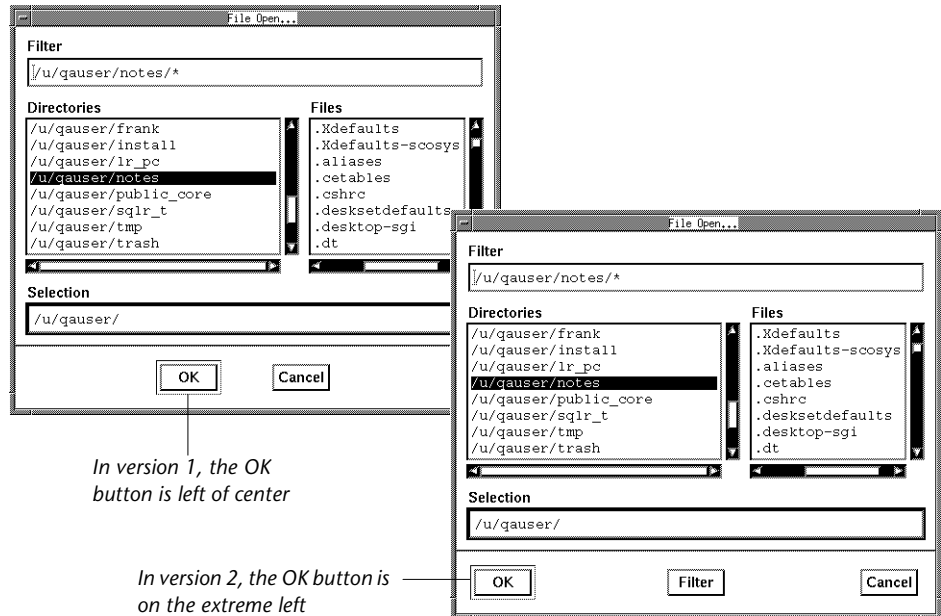 File Open...
Filter
/u/qauser/notes/*
Directories
/u/qauser/frank
/u/qauser/install
/u/qauser/lr_pc
/u/qauser/notes
/u/qauser/public_core
/u/qauser/sqlr_t
/u/qauser/tmp
/u/qauser/trash
Files
.Xdefaults
.Xdefaults-scosys
.aliases
.cetables
.cshrc
.desksetdefaults
.desktop-sgi
.dt
Selection
/u/qauser/
OK
Cancel
In version 1, the OK
button is left of center
File Open...
Filter
/u/qauser/notes/*
Directories
/u/qauser/frank
/u/qauser/install
/u/qauser/lr_pc
/u/qauser/notes
/u/qauser/public_core
/u/qauser/sqlr_t
/u/qauser/tmp
/u/qauser/trash
Files
.Xdefaults
.Xdefaults-scosys
.aliases
.cetables
.cshrc
.desksetdefaults
.desktop-sgi
.dt
Selection
/u/qauser/
OK
Filter
Cancel
In version 2, the OK button is
on the extreme left